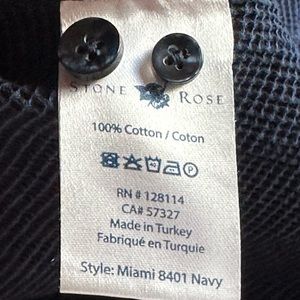 STONE ROSE
100% Cotton / Coton
RN # 128114
CA# 57327
Made in Turkey
Fabriqué en Turquie
Style: Miami 8401 Navy